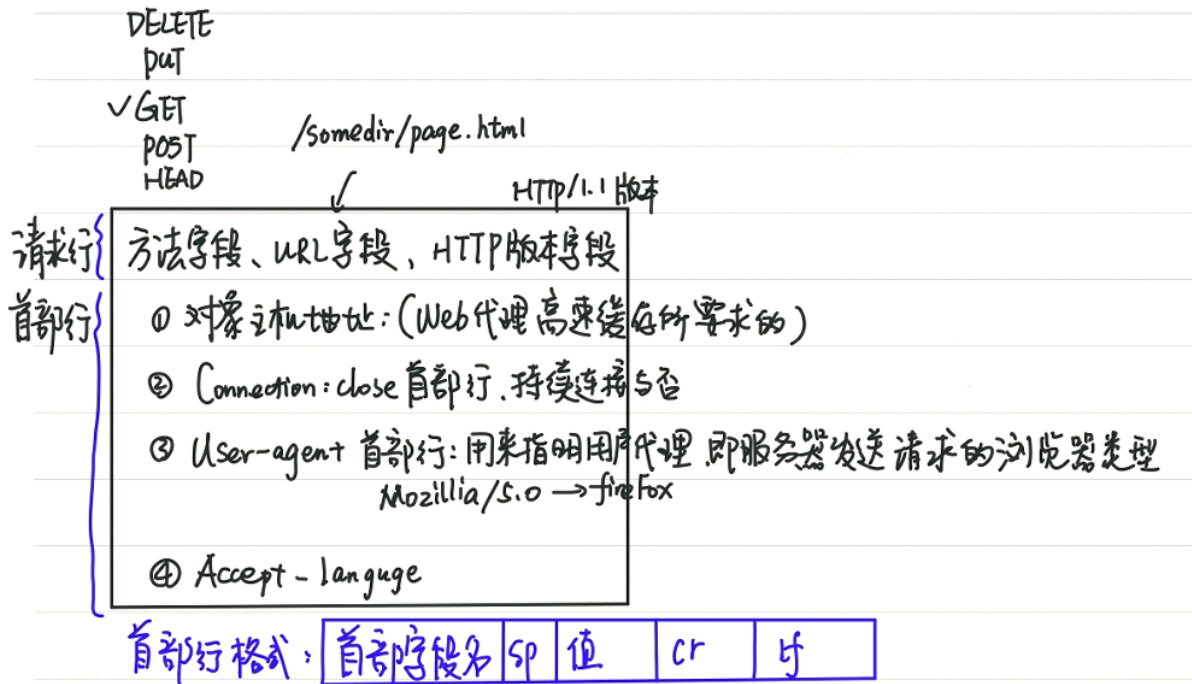 DELETE
PUT
✓GET
POST
HEAD
/somedir/page.html
HTTP/1.1 版本
请求行
方法字段、URL字段、HTTP版本字段
首部行
① 对象主机地址:(Web代理高速缓存所要求的)
② Connection:close首部行.持续连接与否
③ User-agent 首部行:用来指明用户代理.即服务器发送请求的浏览器类型
Mozillia/5.0 →firefox
④ Accept-languge
首部行格式: 首部字段名 sp 值 cr lf